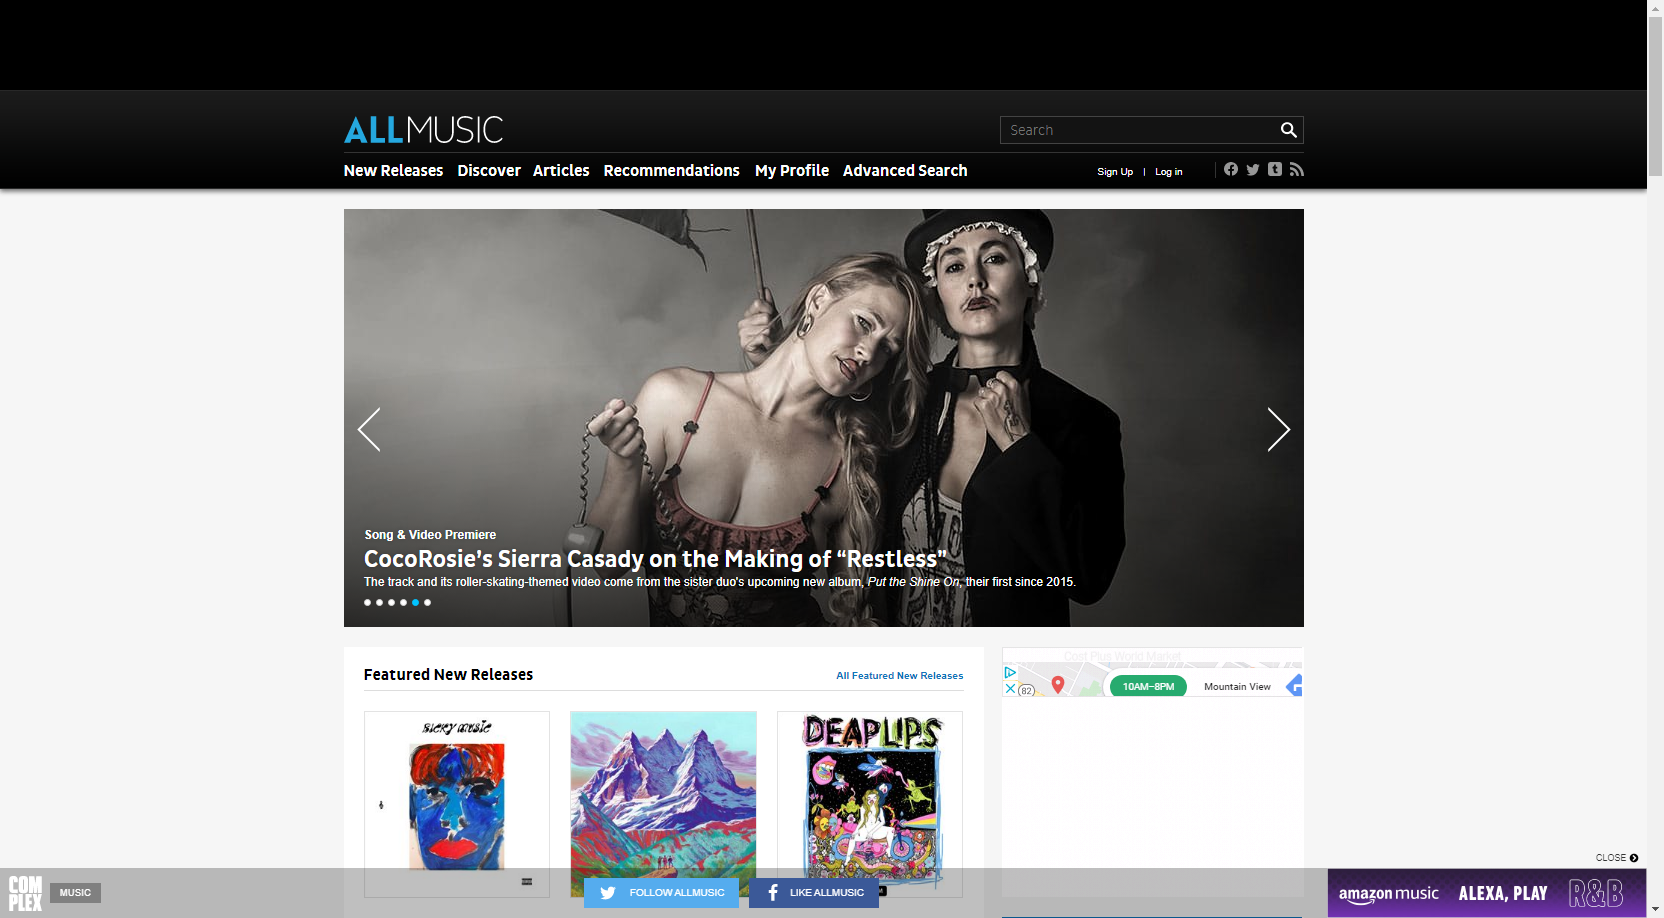 ALLMUSIC
Search
New Releases Discover Articles Recommendations My Profile Advanced Search
Sign Up | Log in
Song & Video Premiere
CocoRosie's Sierra Casady on the Making of “Restless”
The track and its roller-skating-themed video come from the sister duo's upcoming new album, Put the Shine On, their first since 2015.
Featured New Releases
All Featured New Releases
Cost Plus World Market
82
10AM–8PM
Mountain View
RICKY MUSIC
DEAP LIPS
CLOSE
COM
PLEX
MUSIC
FOLLOW ALLMUSIC
LIKE ALLMUSIC
amazon music
ALEXA, PLAY
R&B